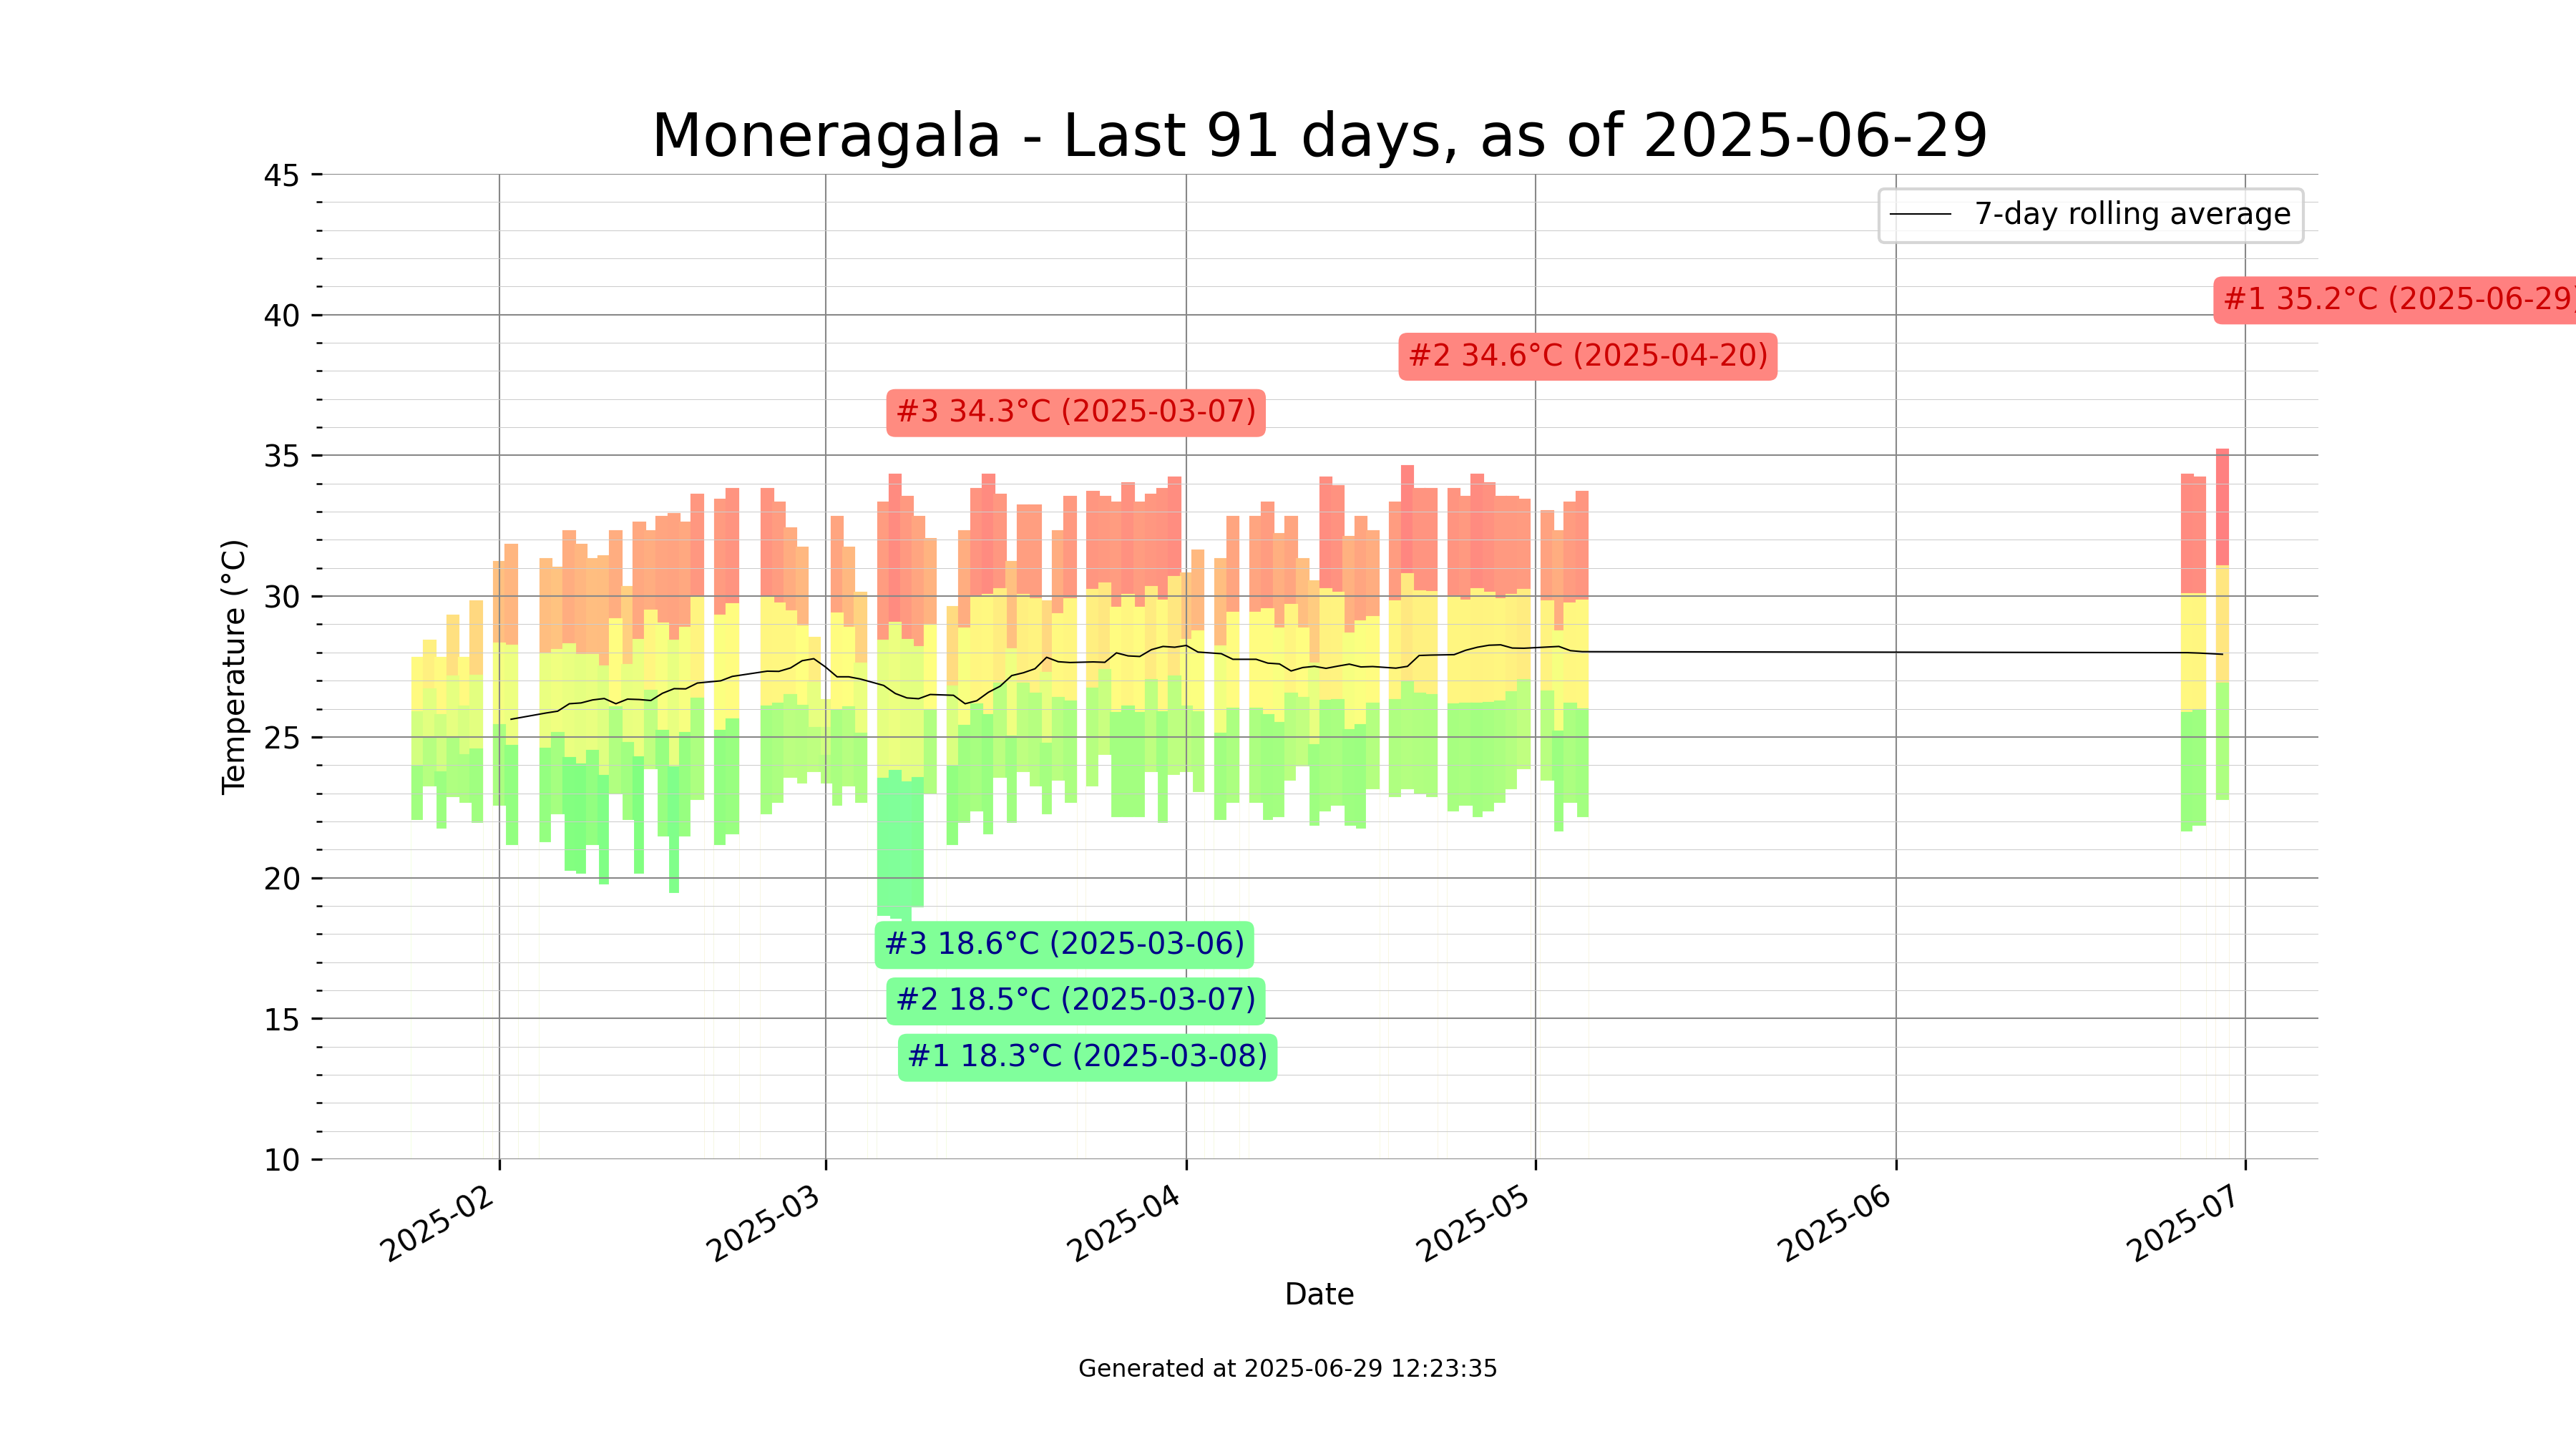 Moneragala - Last 91 days, as of 2025-06-29
7-day rolling average
#1 35.2°C (2025-06-29)
#2 34.6°C (2025-04-20)
#3 34.3°C (2025-03-07)
#3 18.6°C (2025-03-06)
#2 18.5°C (2025-03-07)
#1 18.3°C (2025-03-08)
Temperature (°C)
45
40
35
30
25
20
15
10
2025-02
2025-03
2025-04
2025-05
2025-06
2025-07
Date
Generated at 2025-06-29 12:23:35